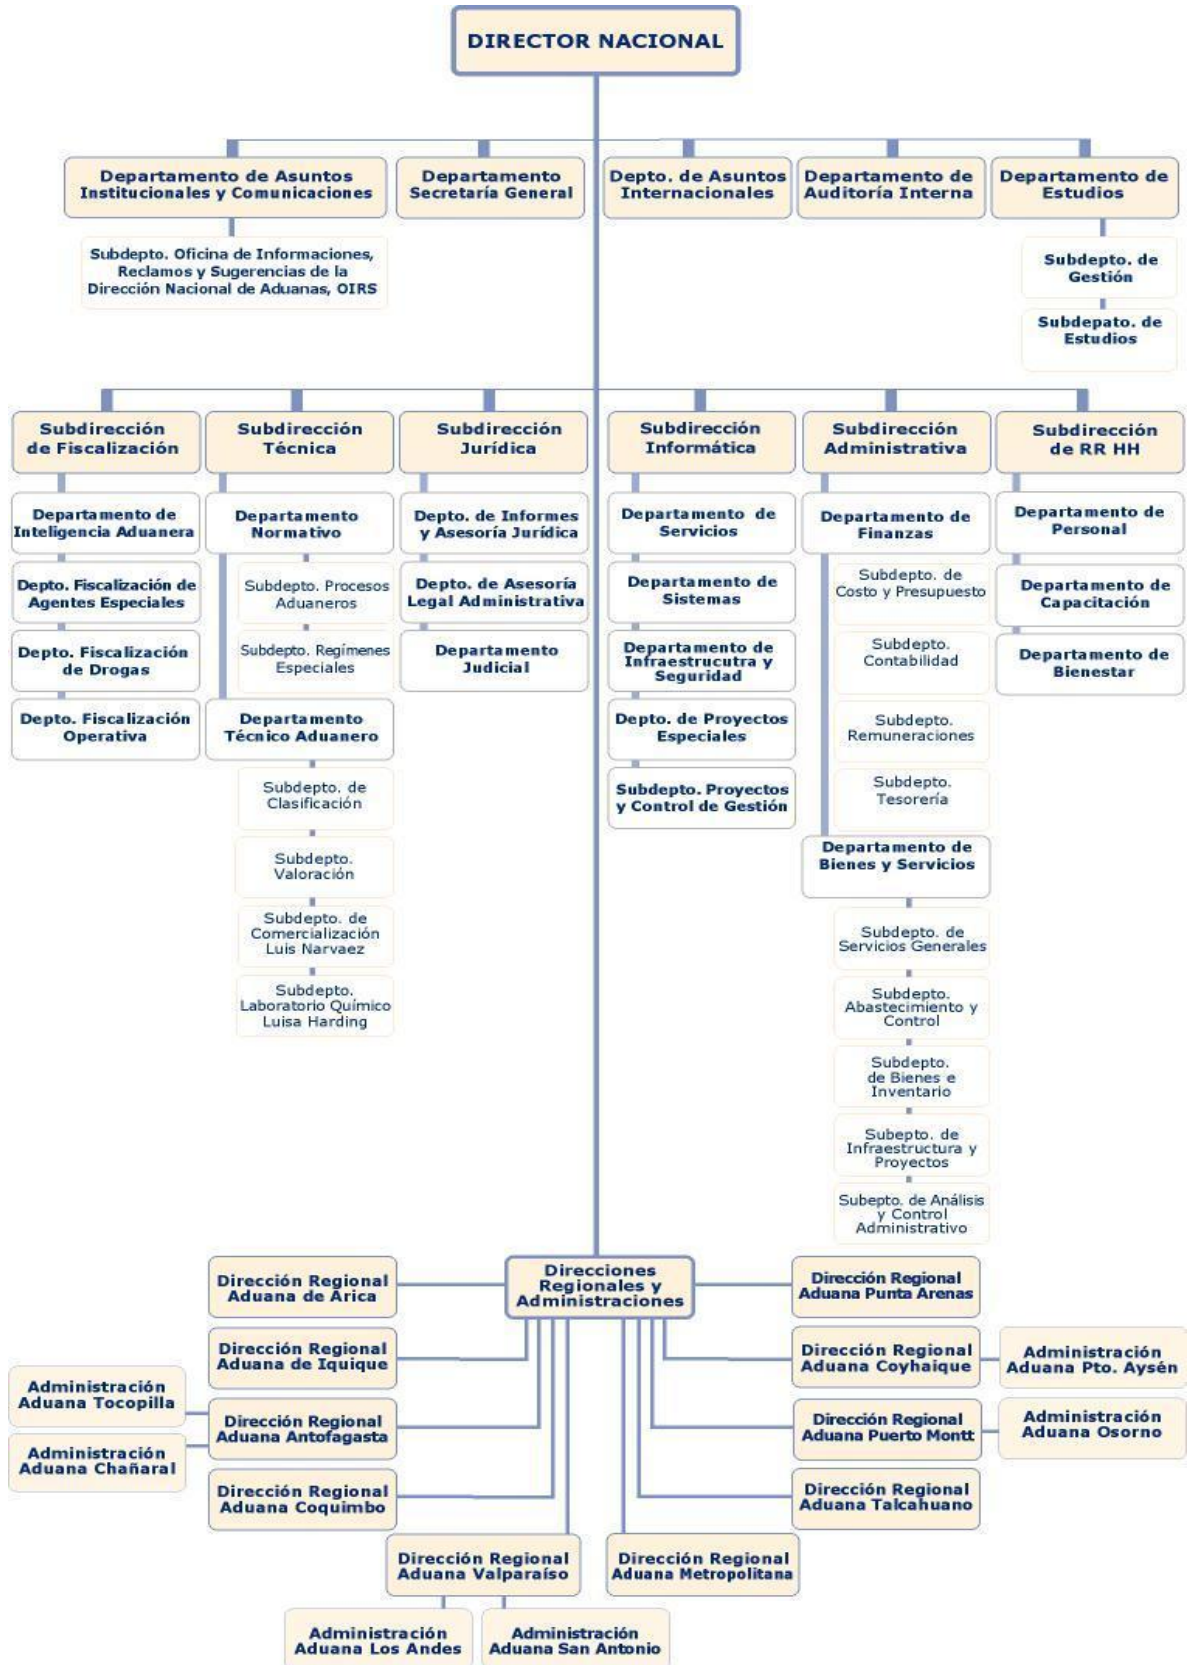 DIRECTOR NACIONAL
Departamento de Asuntos
Institucionales y Comunicaciones
Departamento
Secretaría General
Depto. de Asuntos
Internacionales
Departamento de
Auditoría Interna
Departamento de
Estudios
Subdepto. Oficina de Informaciones,
Reclamos y Sugerencias de la
Dirección Nacional de Aduanas, OIRS
Subdepto. de
Gestión
Subdepato. de
Estudios
Subdirección
de Fiscalización
Departamento de
Inteligencia Aduanera
Depto. Fiscalización de
Agentes Especiales
Depto. Fiscalización
de Drogas
Depto. Fiscalización
Operativa
Subdirección
Técnica
Departamento
Normativo
Subdepto. Procesos
Aduaneros
Subdepto. Regímenes
Especiales
Departamento
Técnico Aduanero
Subdepto. de
Clasificación
Subdepto.
Valoración
Subdepto. de
Comercialización
Luis Narvaez
Subdepto.
Laboratorio Químico
Luisa Harding
Subdirección
Jurídica
Depto. de Informes
y Asesoría Jurídica
Depto. de Asesoría
Legal Administrativa
Departamento
Judicial
Subdirección
Informática
Departamento de
Servicios
Departamento de
Sistemas
Departamento de
Infraestrucutra y
Seguridad
Depto. de Proyectos
Especiales
Subdepto. Proyectos
y Control de Gestión
Subdirección
Administrativa
Departamento de
Finanzas
Subdepto. de
Costo y Presupuesto
Subdepto.
Contabilidad
Subdepto.
Remuneraciones
Subdepto.
Tesorería
Departamento de
Bienes y Servicios
Subdepto. de
Servicios Generales
Subdepto.
Abastecimiento y
Control
Subdepto.
de Bienes e
Inventario
Subepto. de
Infraestructura y
Proyectos
Subepto. de Análisis
y Control
Administrativo
Subdirección
de RR HH
Departamento de
Personal
Departamento de
Capacitación
Departamento de
Bienestar
Direcciones
Regionales y
Administraciones
Dirección Regional
Aduana de Arica
Dirección Regional
Aduana de Iquique
Administración
Aduana Tocopilla
Dirección Regional
Aduana Antofagasta
Administración
Aduana Chañaral
Dirección Regional
Aduana Coquimbo
Dirección Regional
Aduana Valparaíso
Administración
Aduana Los Andes
Administración
Aduana San Antonio
Dirección Regional
Aduana Punta Arenas
Dirección Regional
Aduana Coyhaique
Administración
Aduana Pto. Aysén
Dirección Regional
Aduana Puerto Montt
Administración
Aduana Osorno
Dirección Regional
Aduana Talcahuano
Dirección Regional
Aduana Metropolitana